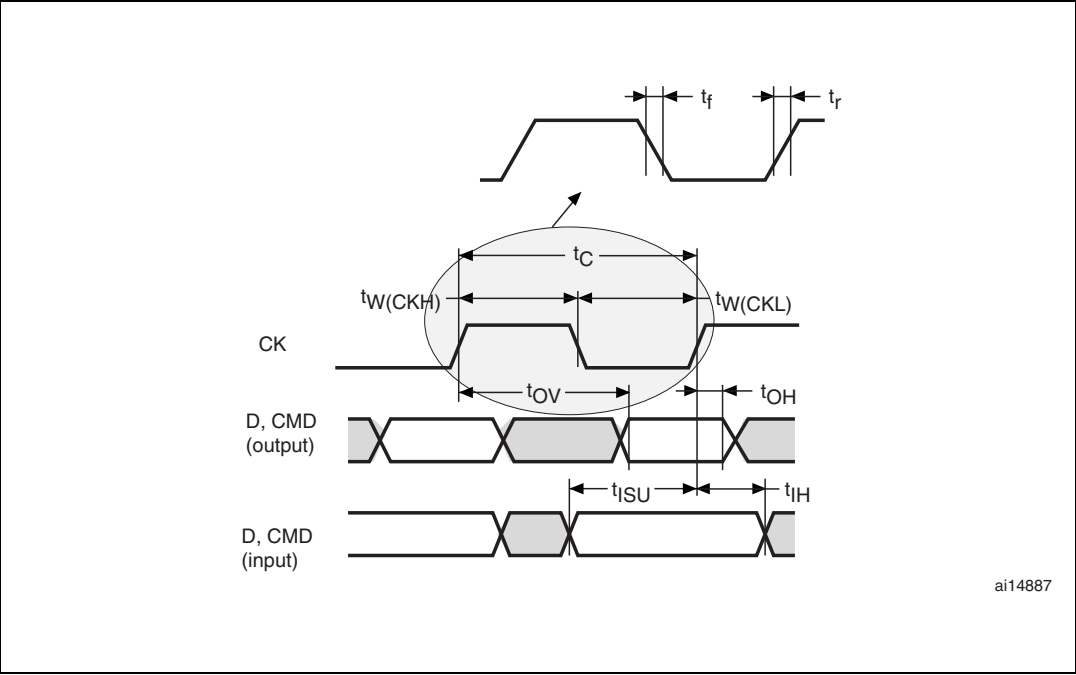 tf
tr
tC
tW(CKH)
tW(CKL)
CK
tOV
tOH
D, CMD
(output)
tISU
tIH
D, CMD
(input)
ai14887